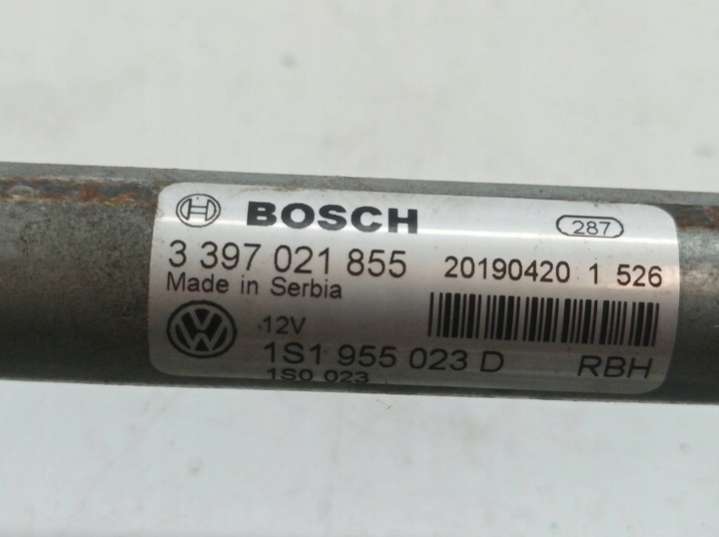 BOSCH 287
3 397 021 855 20190420 1 526
Made in Serbia
12V
1S1 955 023 D RBH
1S0 023